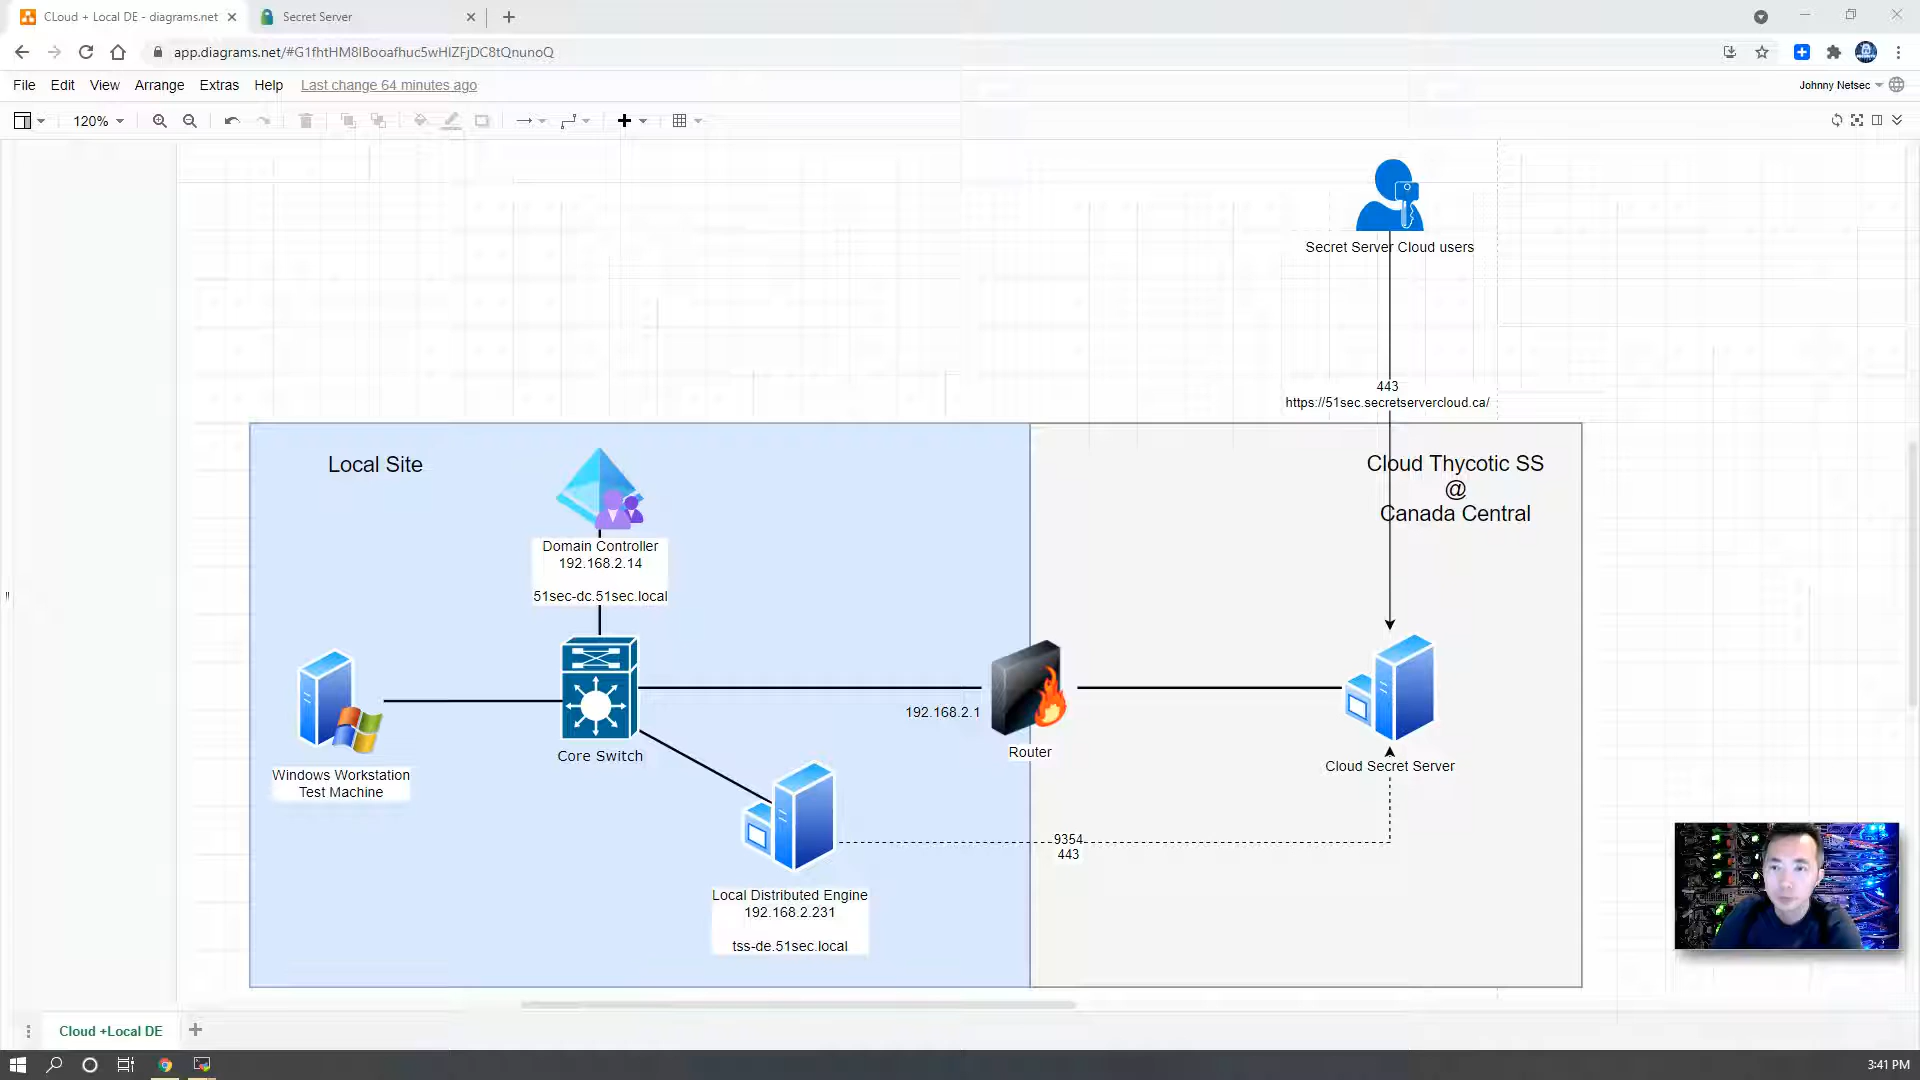 CLoud + Local DE - diagrams.net
Secret Server
app.diagrams.net/#G1fhtHM8IBooafhuc5wHIZFjDC8tQnunoQ
File Edit View Arrange Extras Help Last change 64 minutes ago
Johnny Netsec
120%
Secret Server Cloud users
443
https://51sec.secretservercloud.ca/
Local Site
Cloud Thycotic SS
@
Canada Central
Domain Controller
192.168.2.14
51sec-dc.51sec.local
192.168.2.1
Core Switch
Router
Cloud Secret Server
Windows Workstation
Test Machine
9354
443
Local Distributed Engine
192.168.2.231
tss-de.51sec.local
Cloud +Local DE
3:41 PM